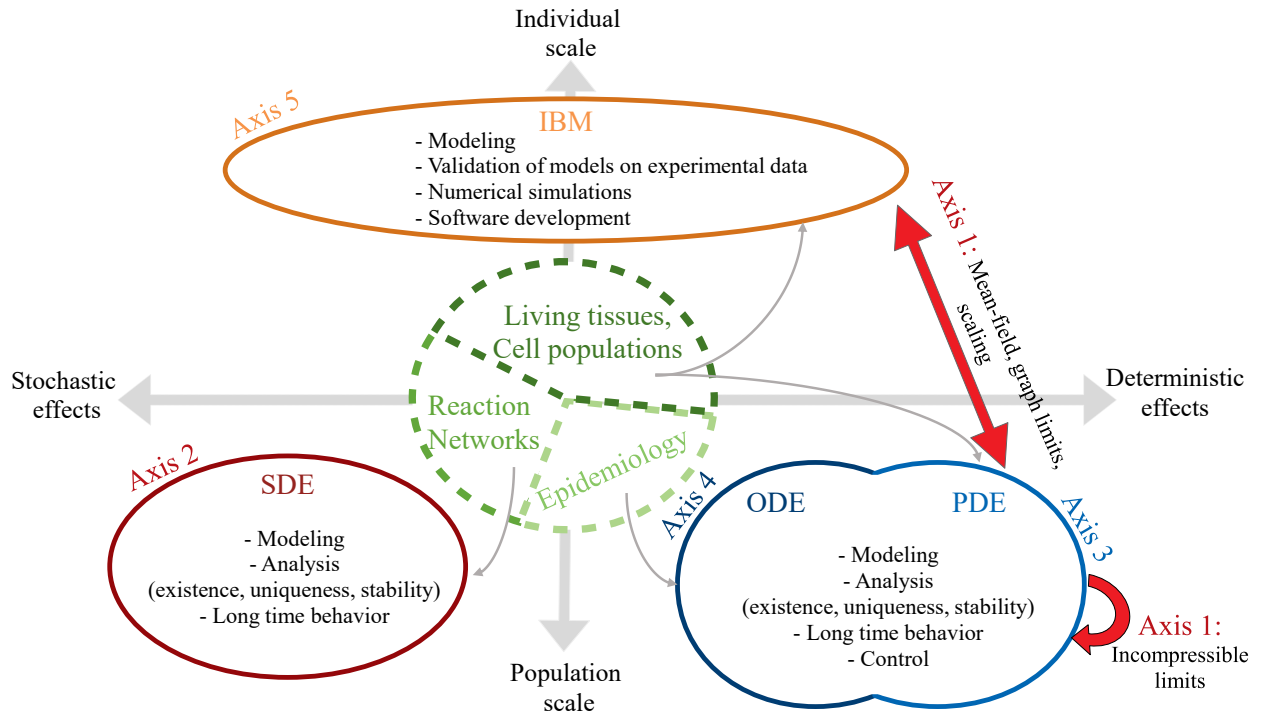 Individual
scale
Axis 5
IBM
- Modeling
- Validation of models on experimental data
- Numerical simulations
- Software development
Axis 1: Mean-field, graph limits,
scaling
Living tissues,
Cell populations
Stochastic
effects
Deterministic
effects
Reaction
Networks
Epidemiology
Axis 2
SDE
- Modeling
- Analysis
(existence, uniqueness, stability)
- Long time behavior
Axis 4
ODE
PDE
Axis 3
- Modeling
- Analysis
(existence, uniqueness, stability)
- Long time behavior
- Control
Axis 1:
Incompressible
limits
Population
scale